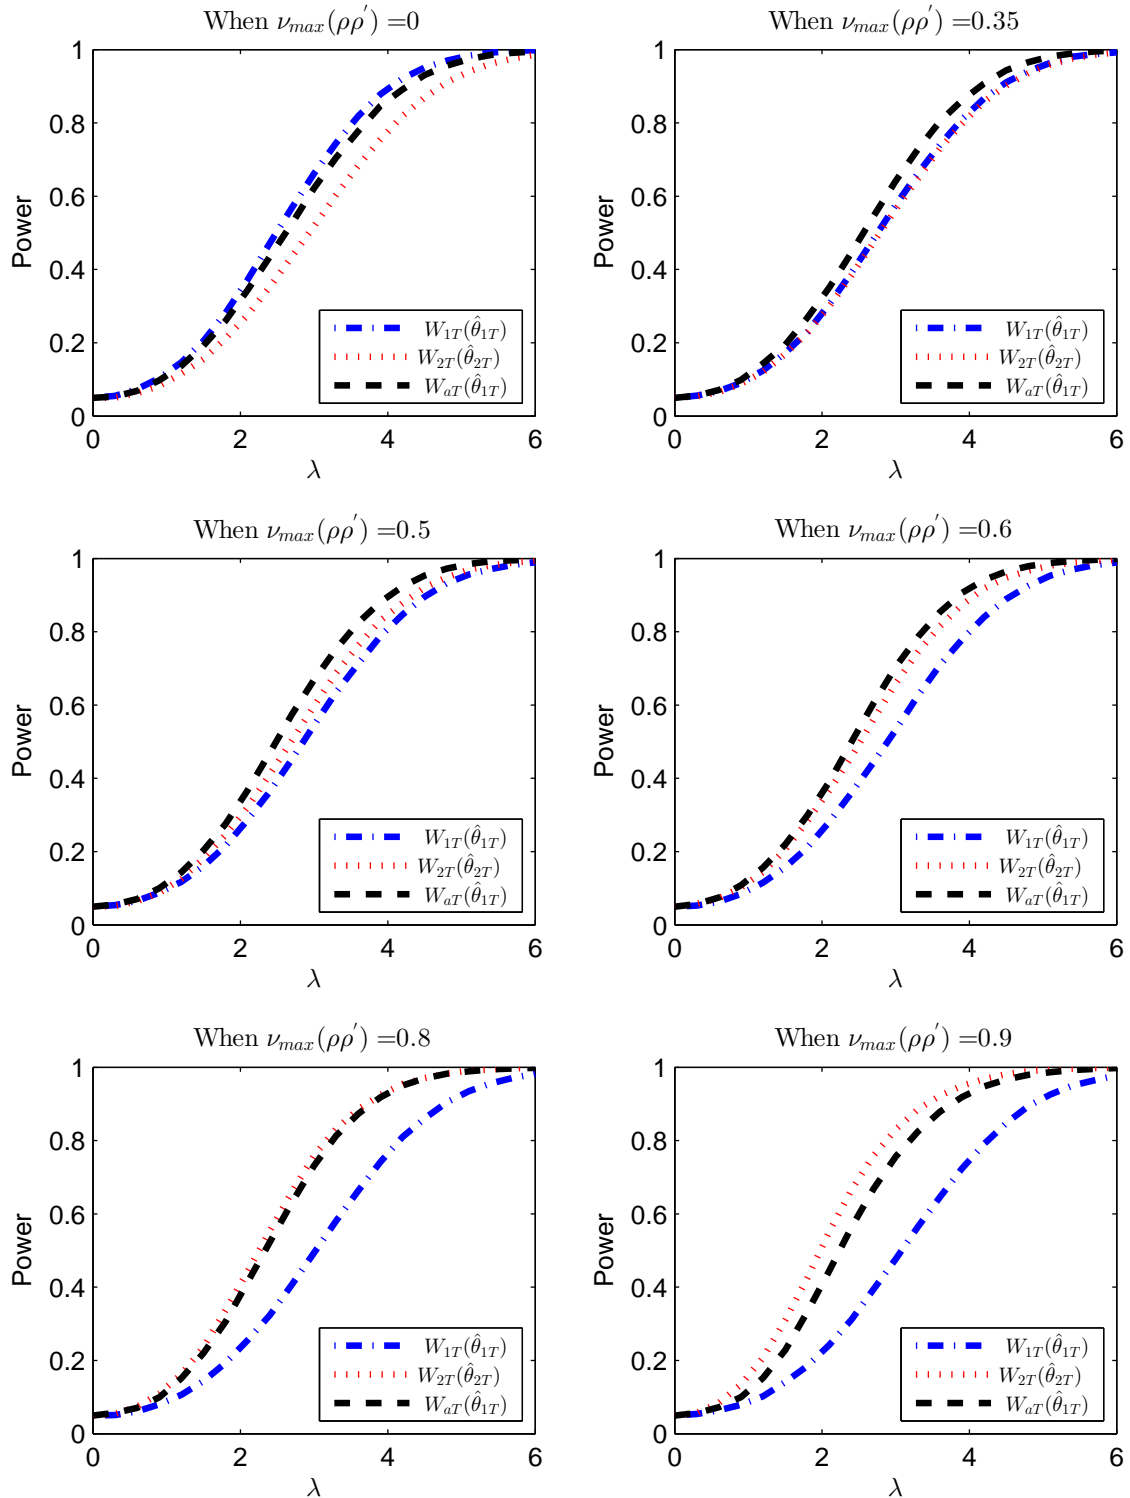 When ν_max(ρρ′) =0
1
0.8
0.6
0.4
0.2
0
Power
0 2 4 6
λ
W_1T(θ̂_1T)
W_2T(θ̂_2T)
W_aT(θ̂_1T)
When ν_max(ρρ′) =0.35
1
0.8
0.6
0.4
0.2
0
Power
0 2 4 6
λ
W_1T(θ̂_1T)
W_2T(θ̂_2T)
W_aT(θ̂_1T)
When ν_max(ρρ′) =0.5
1
0.8
0.6
0.4
0.2
0
Power
0 2 4 6
λ
W_1T(θ̂_1T)
W_2T(θ̂_2T)
W_aT(θ̂_1T)
When ν_max(ρρ′) =0.6
1
0.8
0.6
0.4
0.2
0
Power
0 2 4 6
λ
W_1T(θ̂_1T)
W_2T(θ̂_2T)
W_aT(θ̂_1T)
When ν_max(ρρ′) =0.8
1
0.8
0.6
0.4
0.2
0
Power
0 2 4 6
λ
W_1T(θ̂_1T)
W_2T(θ̂_2T)
W_aT(θ̂_1T)
When ν_max(ρρ′) =0.9
1
0.8
0.6
0.4
0.2
0
Power
0 2 4 6
λ
W_1T(θ̂_1T)
W_2T(θ̂_2T)
W_aT(θ̂_1T)